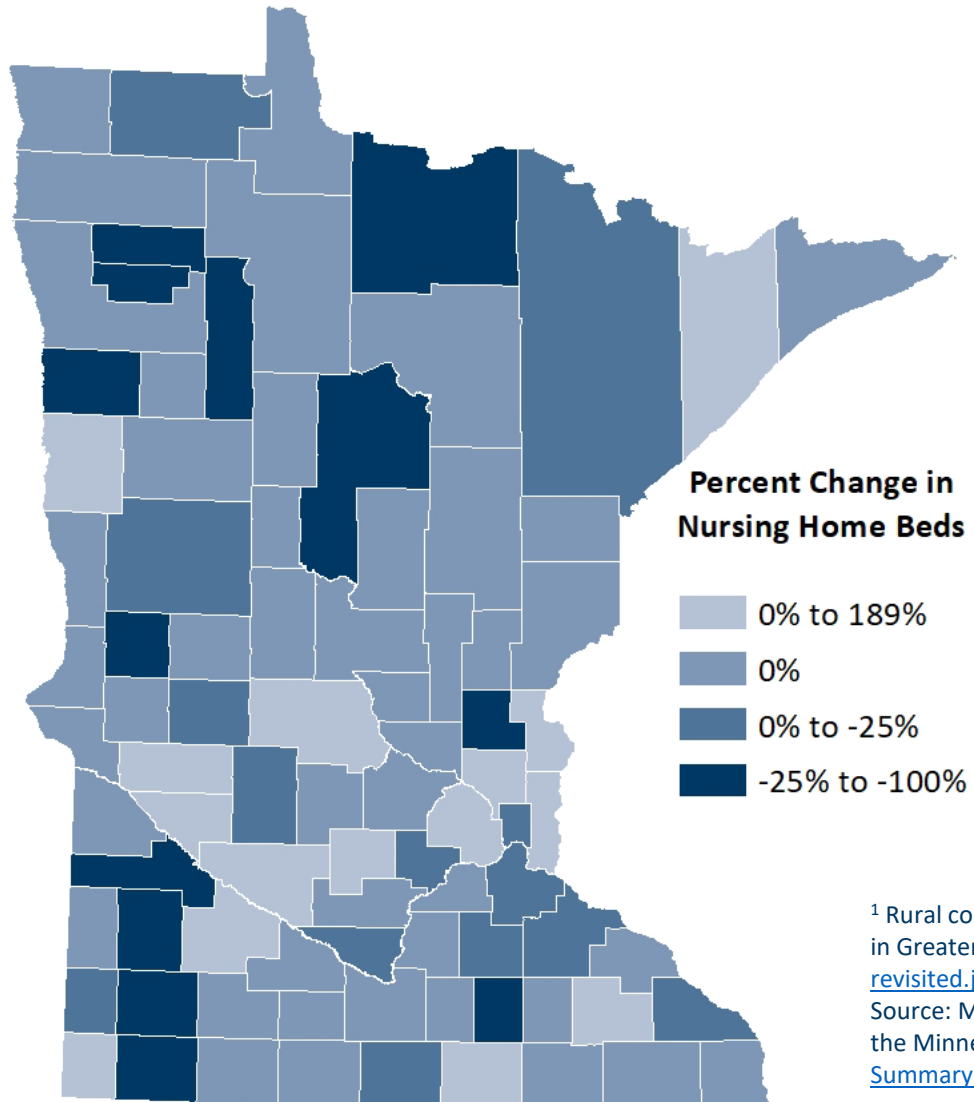 Percent Change in
Nursing Home Beds
0% to 189%
0%
0% to -25%
-25% to -100%
1 Rural co
in Greater
revisited.j
Source: M
the Minne
Summary